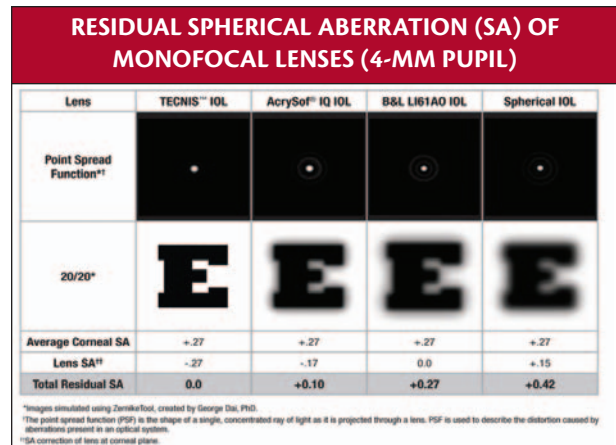 RESIDUAL SPHERICAL ABERRATION (SA) OF
MONOFOCAL LENSES (4-MM PUPIL)
Lens TECNIS™ IOL AcrySof® IQ IOL B&L LI61AO IOL Spherical IOL
Point Spread
Function*†
20/20* E E E E
Average Corneal SA +.27 +.27 +.27 +.27
Lens SA†† -.27 -.17 0.0 +.15
Total Residual SA 0.0 +0.10 +0.27 +0.42
*Images simulated using ZernikeTool, created by George Dai, PhD.
†The point spread function (PSF) is the shape of a single, concentrated ray of light as it is projected through a lens. PSF is used to describe the distortion caused by
aberrations present in an optical system.
††SA correction of lens at corneal plane.